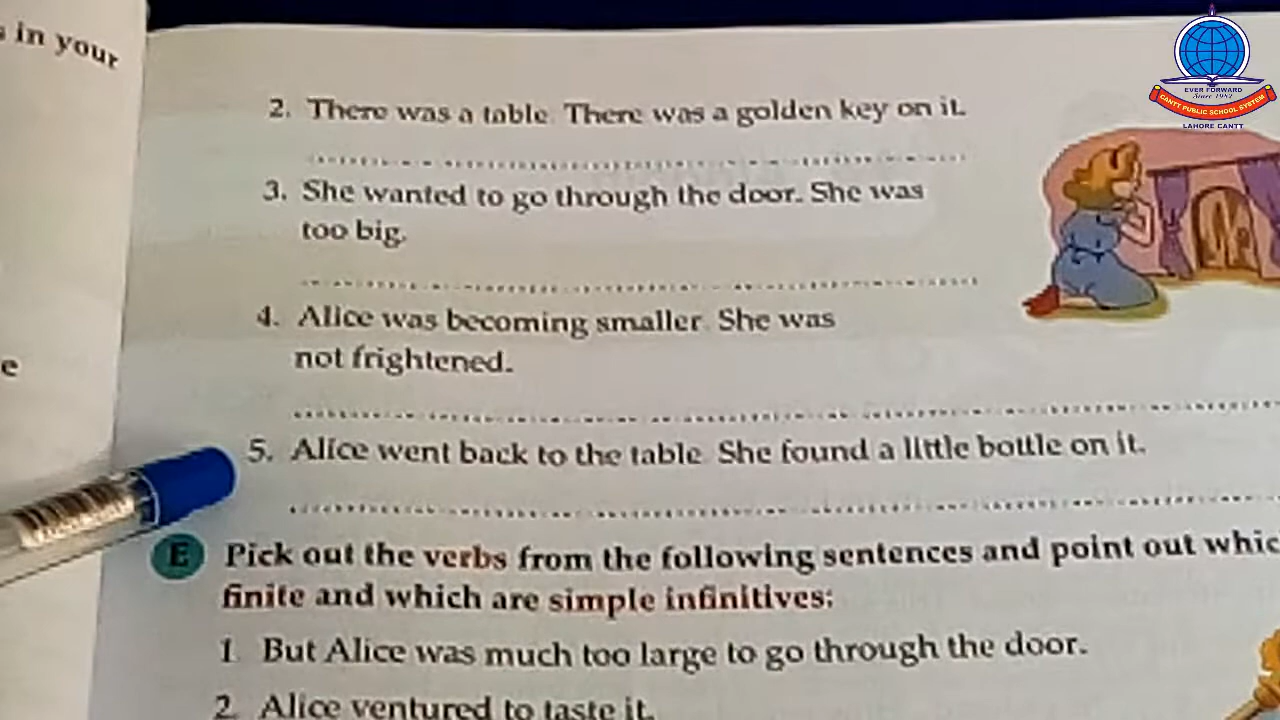 s in your
2. There was a table. There was a golden key on it.
3. She wanted to go through the door. She was
too big.
4. Alice was becoming smaller. She was
not frightened.
e
5. Alice went back to the table. She found a little bottle on it.
E Pick out the verbs from the following sentences and point out whic
finite and which are simple infinitives:
1. But Alice was much too large to go through the door.
2. Alice ventured to taste it.
EVER FORWARD
Since 1982
CANTT PUBLIC SCHOOL SYSTEM
LAHORE CANTT